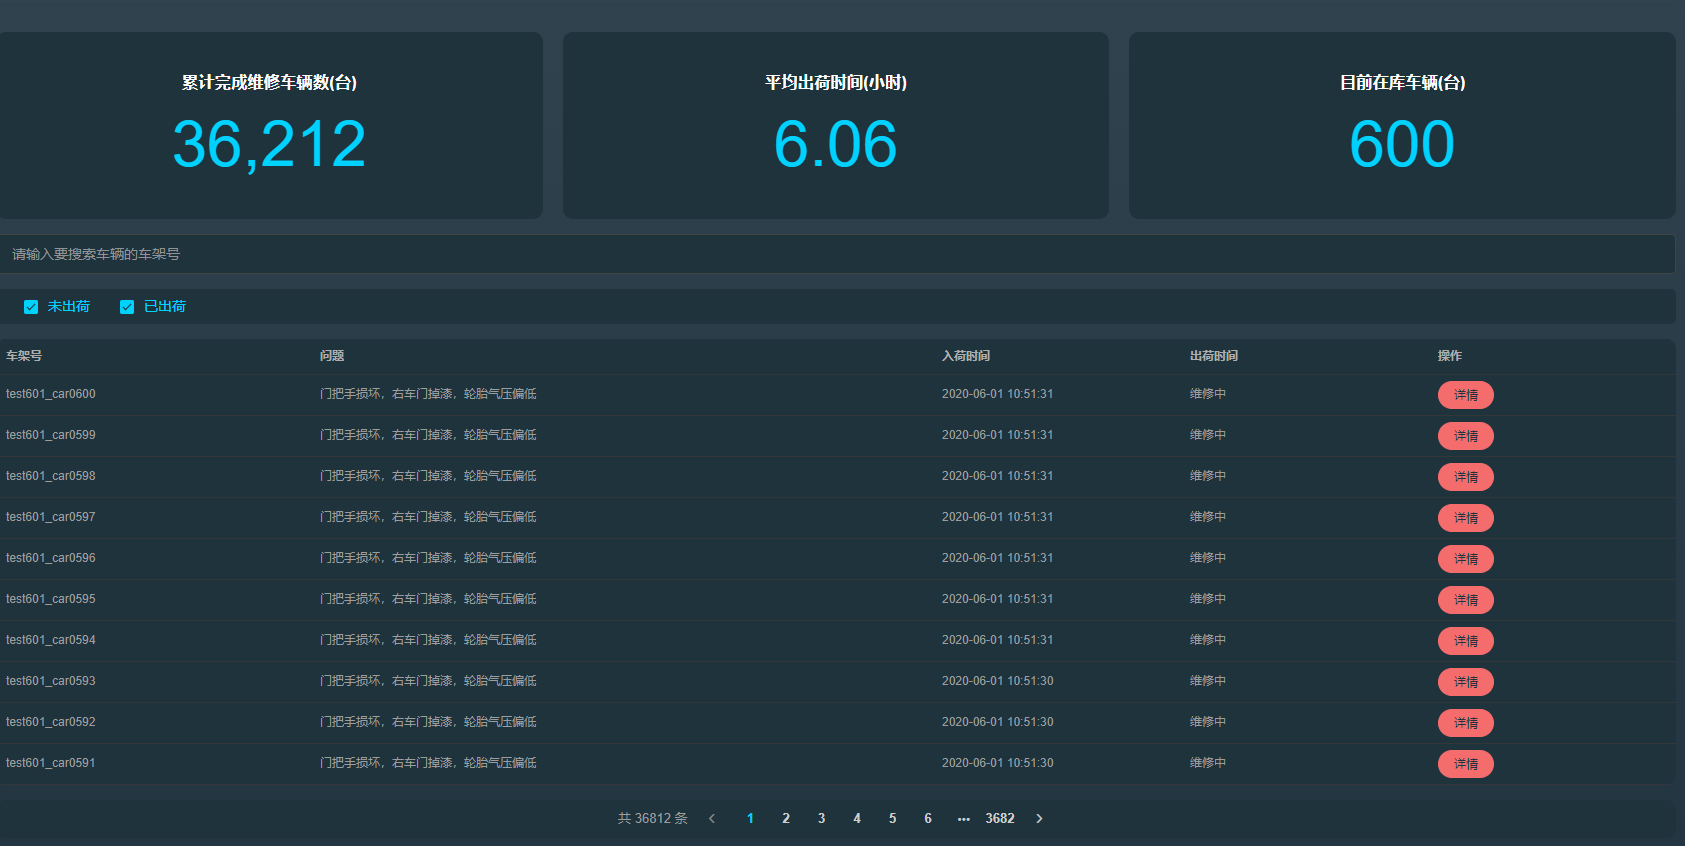 累计完成维修车辆数(台) 平均出荷时间(小时) 目前在库车辆(台)
36,212 6.06 600
请输入要搜索车辆的车架号
未出荷 已出荷
车架号 问题 入荷时间 出荷时间 操作
test601_car0600 门把手损坏，右车门掉漆，轮胎气压偏低 2020-06-01 10:51:31 维修中 详情
test601_car0599 门把手损坏，右车门掉漆，轮胎气压偏低 2020-06-01 10:51:31 维修中 详情
test601_car0598 门把手损坏，右车门掉漆，轮胎气压偏低 2020-06-01 10:51:31 维修中 详情
test601_car0597 门把手损坏，右车门掉漆，轮胎气压偏低 2020-06-01 10:51:31 维修中 详情
test601_car0596 门把手损坏，右车门掉漆，轮胎气压偏低 2020-06-01 10:51:31 维修中 详情
test601_car0595 门把手损坏，右车门掉漆，轮胎气压偏低 2020-06-01 10:51:31 维修中 详情
test601_car0594 门把手损坏，右车门掉漆，轮胎气压偏低 2020-06-01 10:51:31 维修中 详情
test601_car0593 门把手损坏，右车门掉漆，轮胎气压偏低 2020-06-01 10:51:30 维修中 详情
test601_car0592 门把手损坏，右车门掉漆，轮胎气压偏低 2020-06-01 10:51:30 维修中 详情
test601_car0591 门把手损坏，右车门掉漆，轮胎气压偏低 2020-06-01 10:51:30 维修中 详情
共 36812 条 < 1 2 3 4 5 6 ••• 3682 >